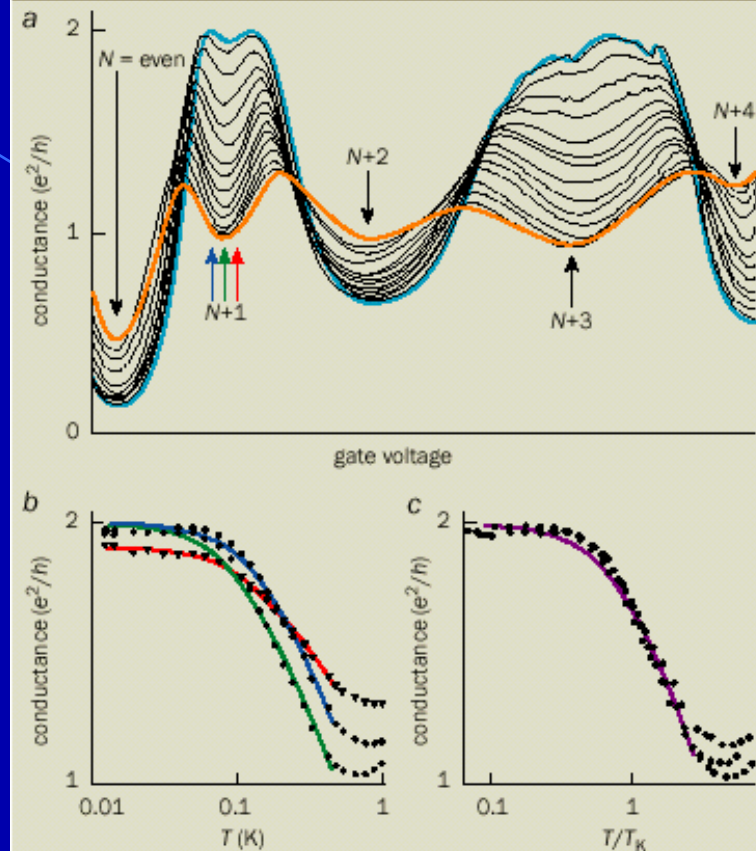 a
conductance (e²/h)
2
1
0
N = even
N+1
N+2
N+3
N+4
gate voltage
b
conductance (e²/h)
2
1
0.01 0.1 1
T (K)
c
conductance (e²/h)
2
1
0.1 1
T/T_K